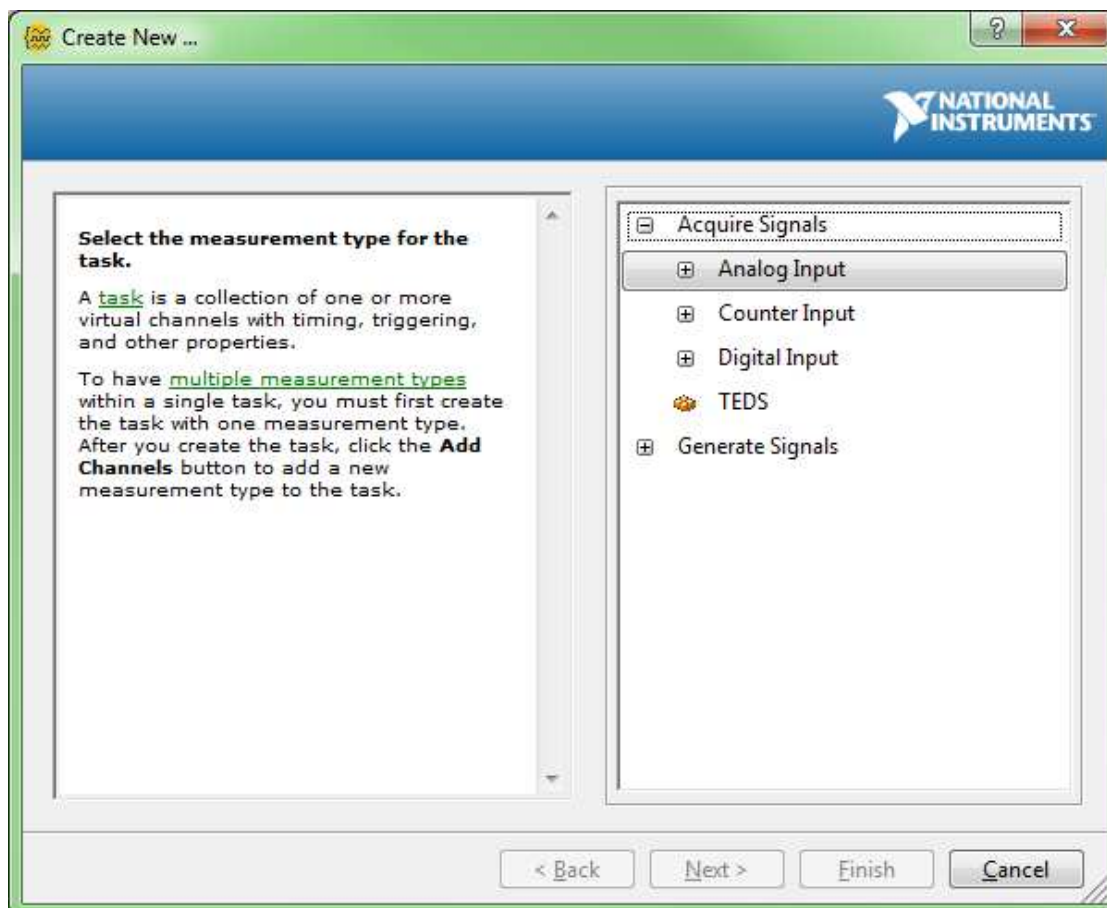 Create New ...
NATIONAL
INSTRUMENTS
Select the measurement type for the
task.
A task is a collection of one or more
virtual channels with timing, triggering,
and other properties.
To have multiple measurement types
within a single task, you must first create
the task with one measurement type.
After you create the task, click the Add
Channels button to add a new
measurement type to the task.
Acquire Signals
Analog Input
Counter Input
Digital Input
TEDS
Generate Signals
< Back
Next >
Finish
Cancel